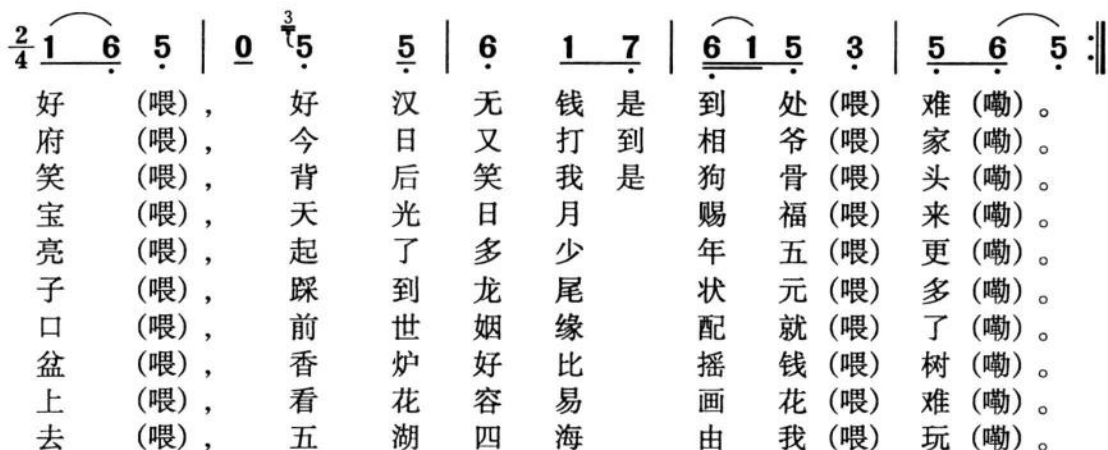 2/4 1 6 5 | 0 3 5 5 | 6 1 7 | 6 1 5 3 | 5 6 5 :‖
好 (喂), 好 汉 无 钱 是 到 处 (喂) 难 (嘞)。
府 (喂), 今 日 又 打 到 相 爷 (喂) 家 (嘞)。
笑 (喂), 背 后 笑 我 是 狗 骨 (喂) 头 (嘞)。
宝 (喂), 天 光 日 月 赐 福 (喂) 来 (嘞)。
亮 (喂), 起 了 多 少 年 五 (喂) 更 (嘞)。
子 (喂), 踩 到 龙 尾 状 元 (喂) 多 (嘞)。
口 (喂), 前 世 姻 缘 配 就 (喂) 了 (嘞)。
盆 (喂), 香 炉 好 比 摇 钱 (喂) 树 (嘞)。
上 (喂), 看 花 容 易 画 花 (喂) 难 (嘞)。
去 (喂), 五 湖 四 海 由 我 (喂) 玩 (嘞)。